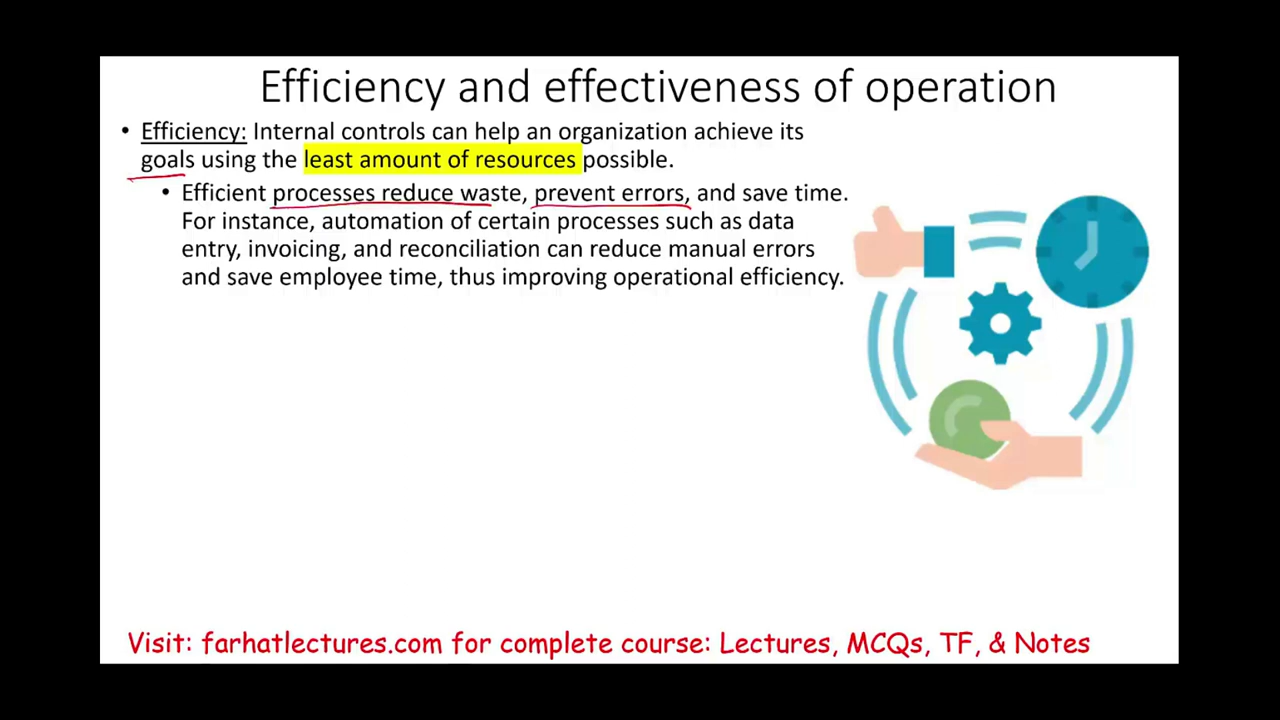 Efficiency and effectiveness of operation
• Efficiency: Internal controls can help an organization achieve its
goals using the least amount of resources possible.
• Efficient processes reduce waste, prevent errors, and save time.
For instance, automation of certain processes such as data
entry, invoicing, and reconciliation can reduce manual errors
and save employee time, thus improving operational efficiency.
Visit: farhatlectures.com for complete course: Lectures, MCQs, TF, & Notes